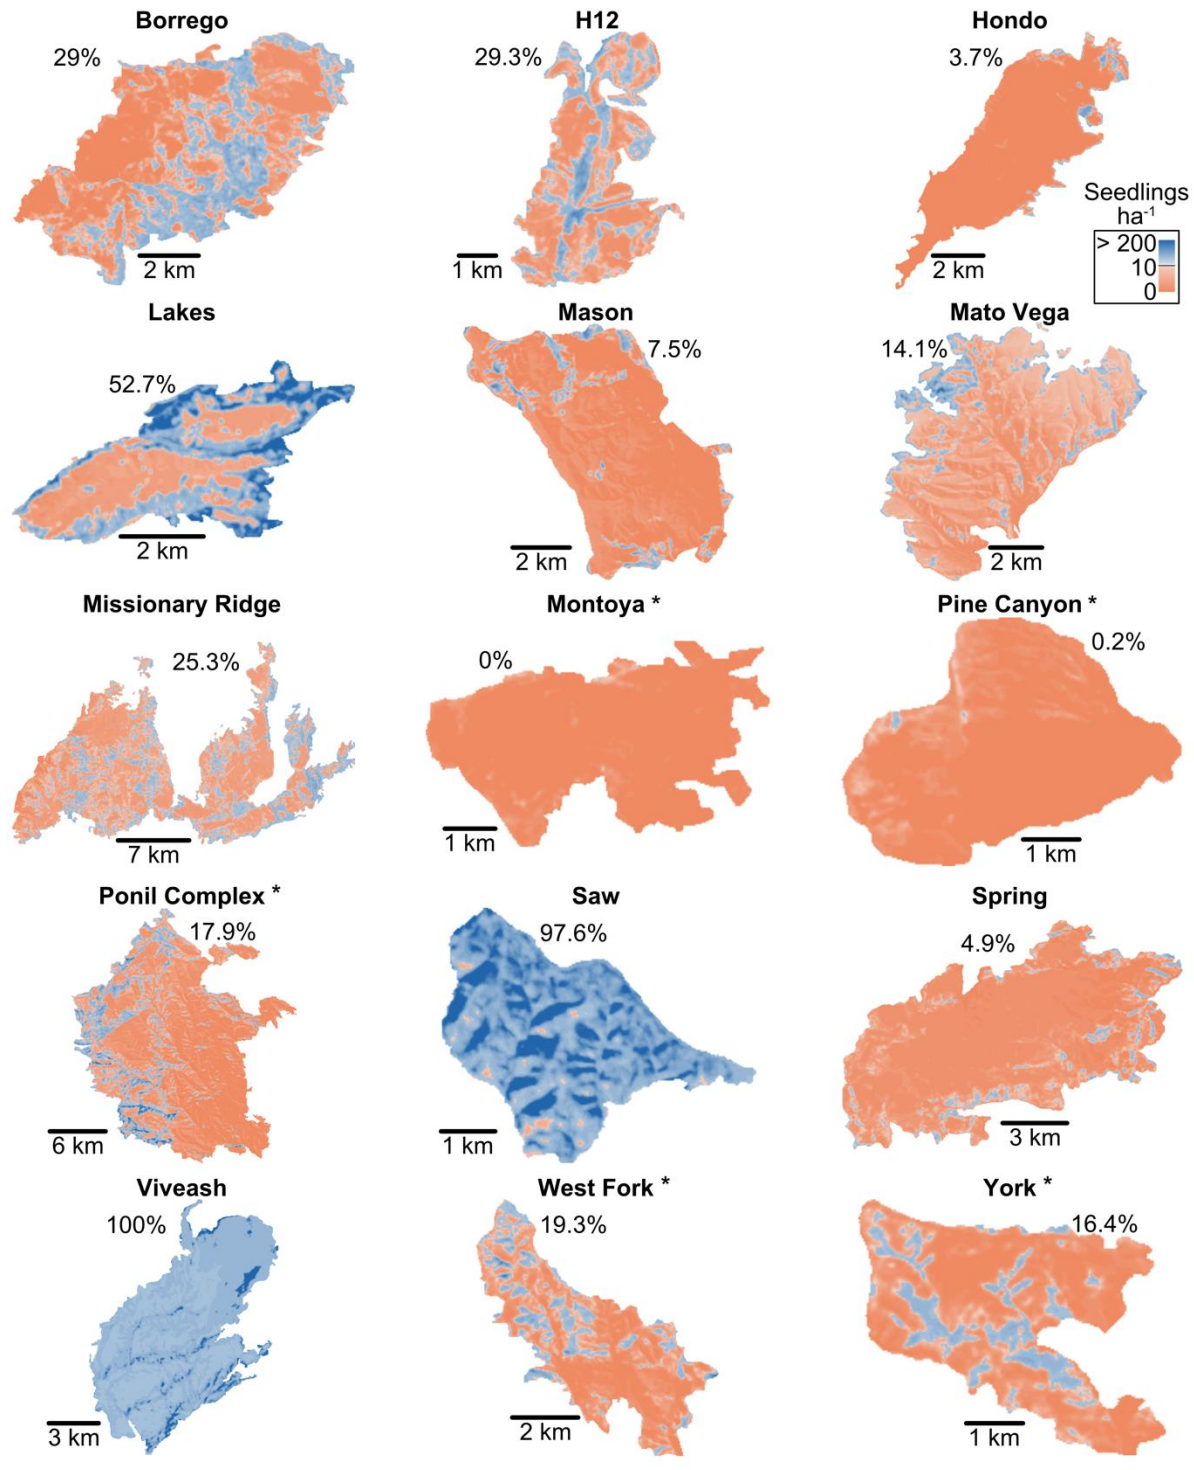 Borrego
29%
2 km
H12
29.3%
1 km
Hondo
3.7%
2 km
Seedlings
ha-1
> 200
10
0
Lakes
52.7%
2 km
Mason
7.5%
2 km
Mato Vega
14.1%
2 km
Missionary Ridge
25.3%
7 km
Montoya *
0%
1 km
Pine Canyon *
0.2%
1 km
Ponil Complex *
17.9%
6 km
Saw
97.6%
1 km
Spring
4.9%
3 km
Viveash
100%
3 km
West Fork *
19.3%
2 km
York *
16.4%
1 km